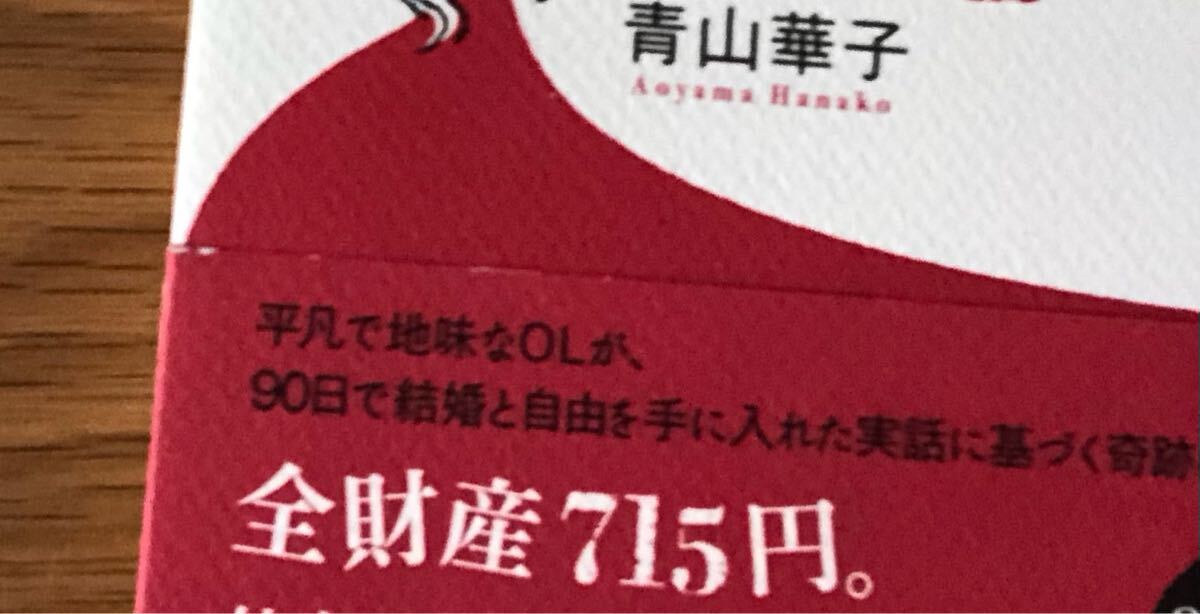 青山華子
Aoyama Hanako
平凡で地味なOLが、
90日で結婚と自由を手に入れた実話に基づく奇跡
全財産715円。